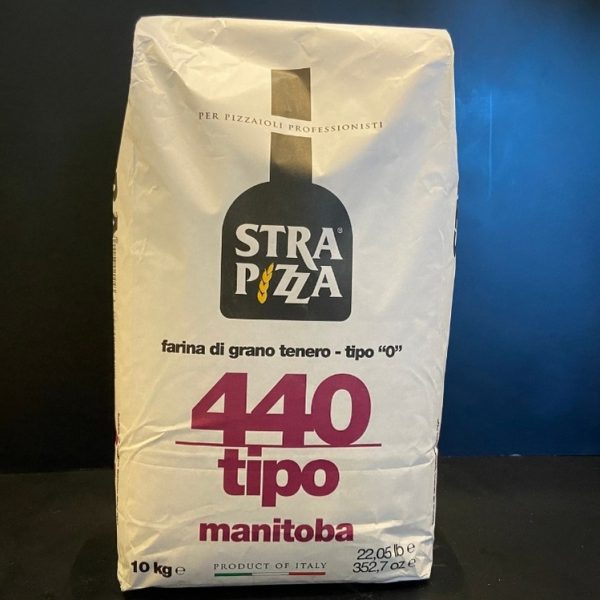 PER PIZZAIOLI PROFESSIONISTI
STRA®
PIZZA
farina di grano tenero - tipo "0"
440
tipo
manitoba
10 kg e
PRODUCT OF ITALY
22,05 lb e
352,7 oz e